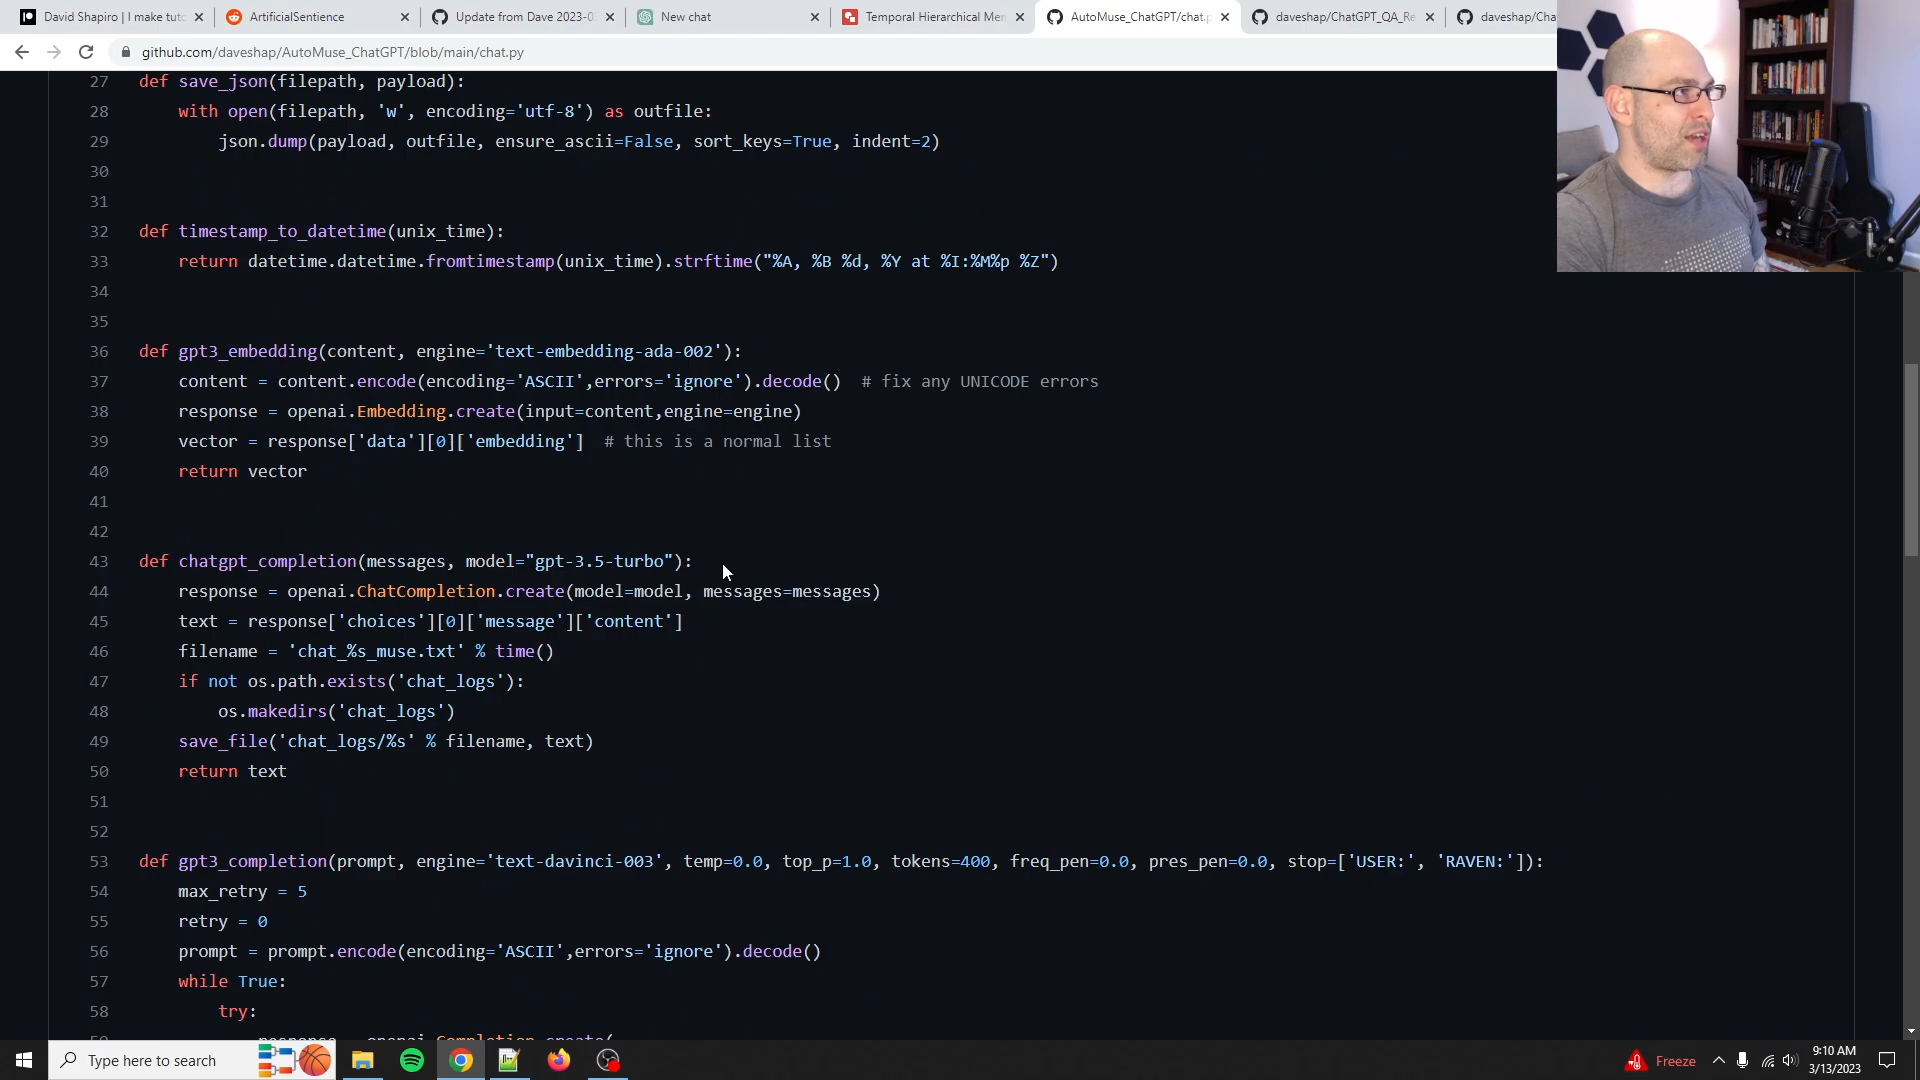 David Shapiro | I make tuto
ArtificialSentience
Update from Dave 2023-0
New chat
Temporal Hierarchical Mem
AutoMuse_ChatGPT/chat.p
daveshap/ChatGPT_QA_Re
daveshap/Cha
github.com/daveshap/AutoMuse_ChatGPT/blob/main/chat.py
27 def save_json(filepath, payload):
28 with open(filepath, 'w', encoding='utf-8') as outfile:
29 json.dump(payload, outfile, ensure_ascii=False, sort_keys=True, indent=2)
30
31
32 def timestamp_to_datetime(unix_time):
33 return datetime.datetime.fromtimestamp(unix_time).strftime("%A, %B %d, %Y at %I:%M%p %Z")
34
35
36 def gpt3_embedding(content, engine='text-embedding-ada-002'):
37 content = content.encode(encoding='ASCII',errors='ignore').decode()  # fix any UNICODE errors
38 response = openai.Embedding.create(input=content,engine=engine)
39 vector = response['data'][0]['embedding']  # this is a normal list
40 return vector
41
42
43 def chatgpt_completion(messages, model="gpt-3.5-turbo"):
44 response = openai.ChatCompletion.create(model=model, messages=messages)
45 text = response['choices'][0]['message']['content']
46 filename = 'chat_%s_muse.txt' % time()
47 if not os.path.exists('chat_logs'):
48 os.makedirs('chat_logs')
49 save_file('chat_logs/%s' % filename, text)
50 return text
51
52
53 def gpt3_completion(prompt, engine='text-davinci-003', temp=0.0, top_p=1.0, tokens=400, freq_pen=0.0, pres_pen=0.0, stop=['USER:', 'RAVEN:']):
54 max_retry = 5
55 retry = 0
56 prompt = prompt.encode(encoding='ASCII',errors='ignore').decode()
57 while True:
58 try:
59 response = openai.Completion.create(
Type here to search
Freeze
9:10 AM
3/13/2023